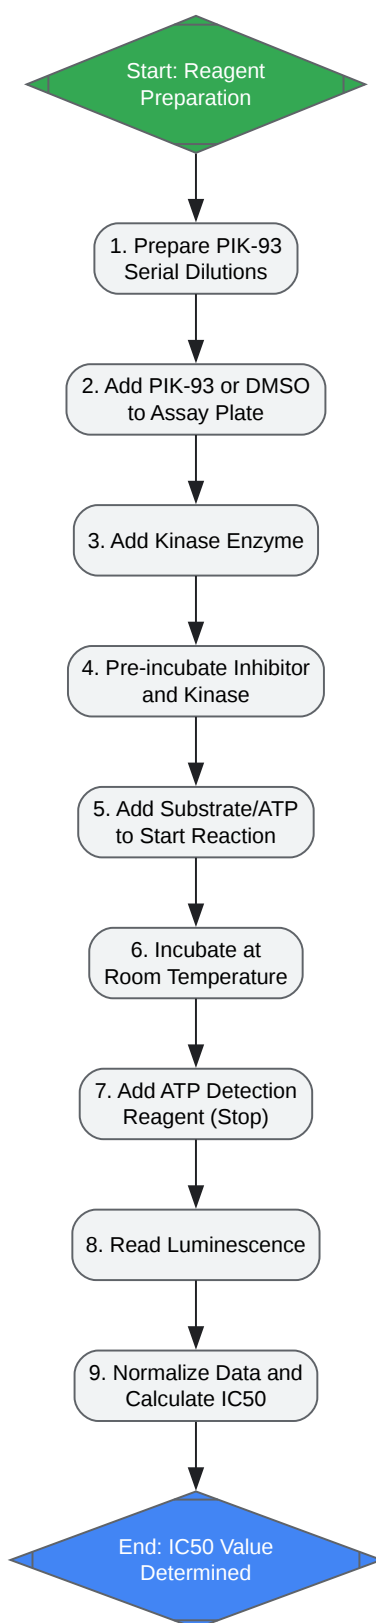 Start: Reagent
Preparation
1. Prepare PIK-93
Serial Dilutions
2. Add PIK-93 or DMSO
to Assay Plate
3. Add Kinase Enzyme
4. Pre-incubate Inhibitor
and Kinase
5. Add Substrate/ATP
to Start Reaction
6. Incubate at
Room Temperature
7. Add ATP Detection
Reagent (Stop)
8. Read Luminescence
9. Normalize Data and
Calculate IC50
End: IC50 Value
Determined